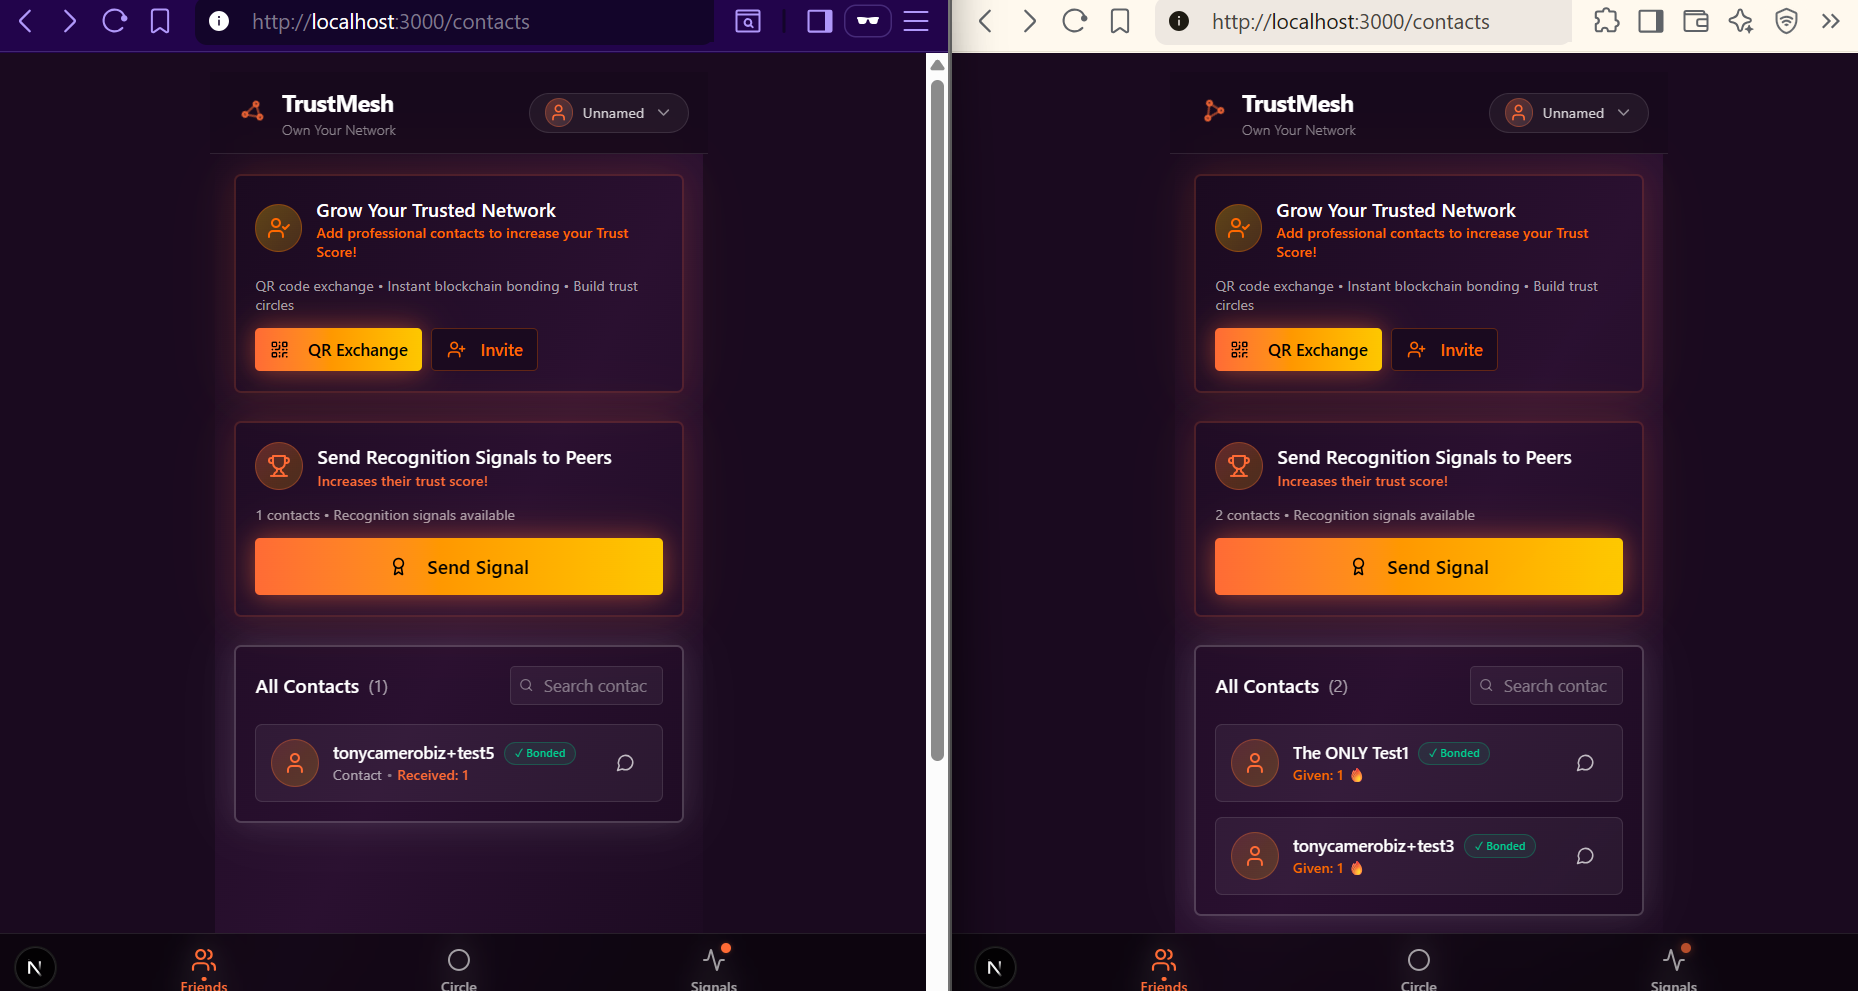 http://localhost:3000/contacts
TrustMesh
Own Your Network
Unnamed
Grow Your Trusted Network
Add professional contacts to increase your Trust
Score!
QR code exchange • Instant blockchain bonding • Build trust
circles
QR Exchange
Invite
Send Recognition Signals to Peers
Increases their trust score!
1 contacts • Recognition signals available
Send Signal
All Contacts (1)
Search contac
tonycamerobiz+test5
✓ Bonded
Contact • Received: 1
N
Friends
Circle
Signals
http://localhost:3000/contacts
TrustMesh
Own Your Network
Unnamed
Grow Your Trusted Network
Add professional contacts to increase your Trust
Score!
QR code exchange • Instant blockchain bonding • Build trust
circles
QR Exchange
Invite
Send Recognition Signals to Peers
Increases their trust score!
2 contacts • Recognition signals available
Send Signal
All Contacts (2)
Search contac
The ONLY Test1
✓ Bonded
Given: 1 🔥
tonycamerobiz+test3
✓ Bonded
Given: 1 🔥
N
Friends
Circle
Signals